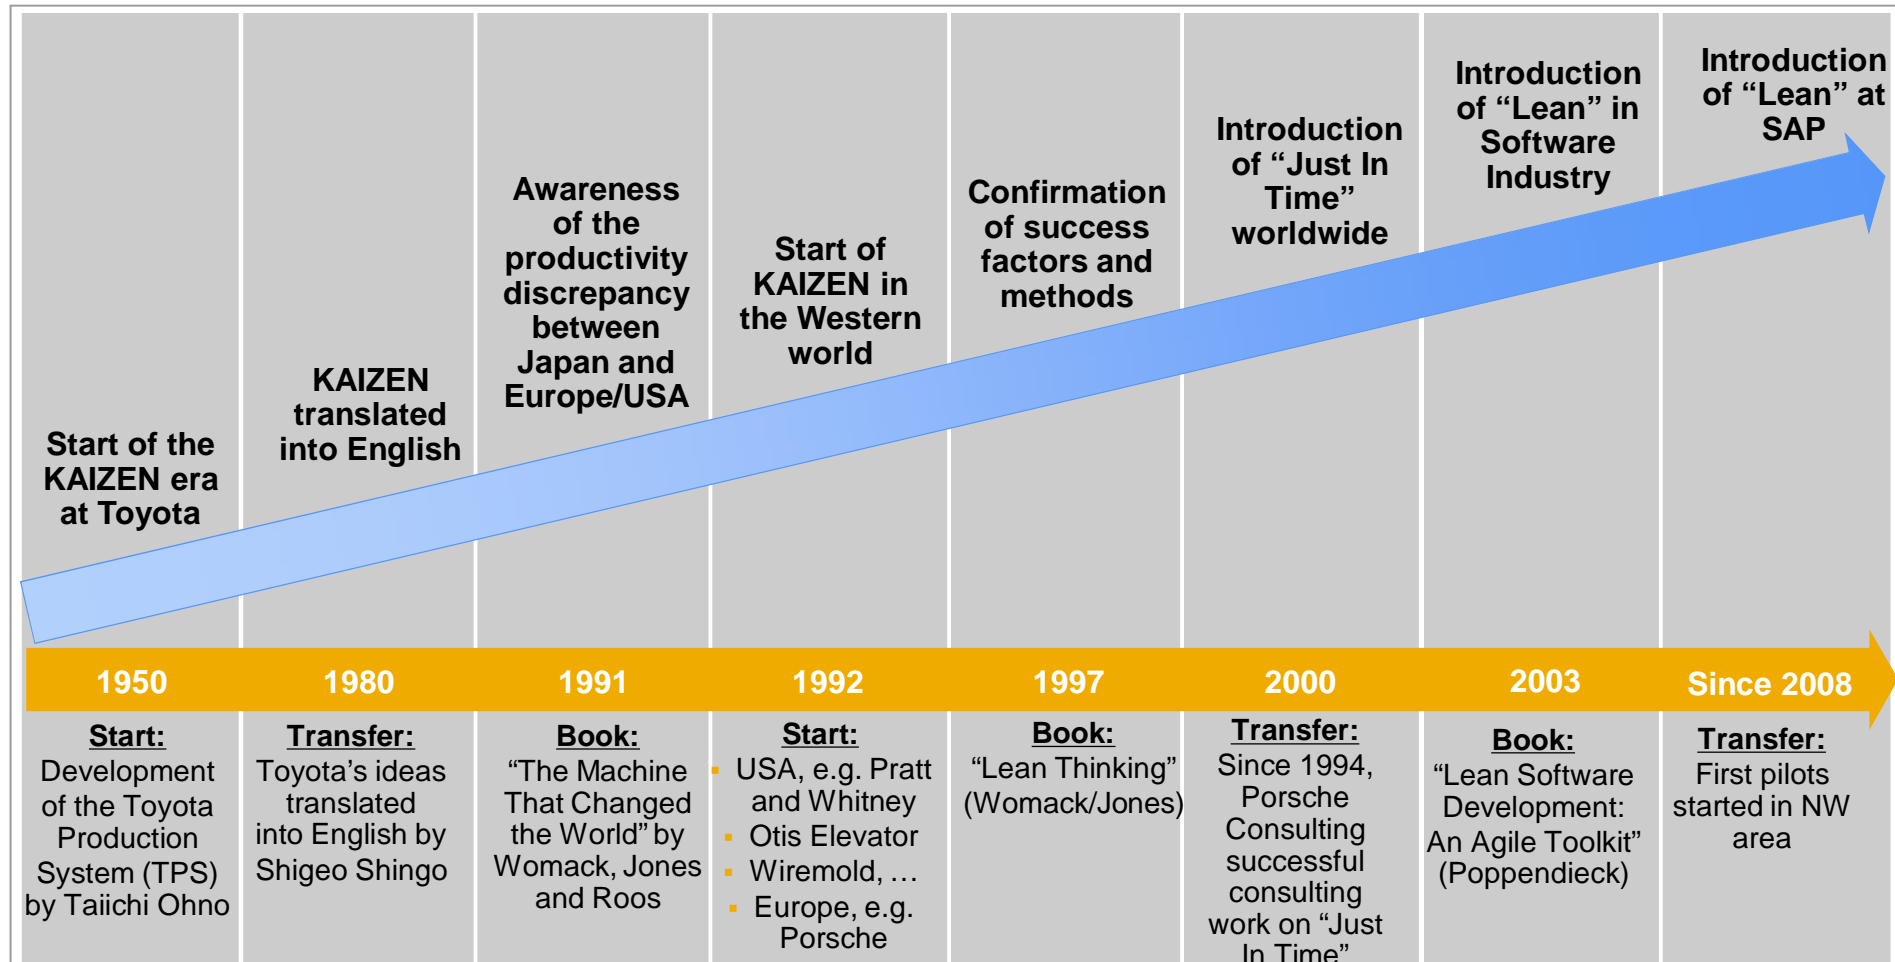 Start of the
KAIZEN era
at Toyota
KAIZEN
translated
into English
Awareness
of the
productivity
discrepancy
between
Japan and
Europe/USA
Start of
KAIZEN in
the Western
world
Confirmation
of success
factors and
methods
Introduction
of “Just In
Time”
worldwide
Introduction
of “Lean” in
Software
Industry
Introduction
of “Lean” at
SAP
1950
1980
1991
1992
1997
2000
2003
Since 2008
Start:
Development
of the Toyota
Production
System (TPS)
by Taiichi Ohno
Transfer:
Toyota’s ideas
translated
into English by
Shigeo Shingo
Book:
“The Machine
That Changed
the World” by
Womack, Jones
and Roos
Start:
▪ USA, e.g. Pratt
and Whitney
▪ Otis Elevator
▪ Wiremold, …
▪ Europe, e.g.
Porsche
Book:
“Lean Thinking”
(Womack/Jones)
Transfer:
Since 1994,
Porsche
Consulting
successful
consulting
work on “Just
In Time”
Book:
“Lean Software
Development:
An Agile Toolkit”
(Poppendieck)
Transfer:
First pilots
started in NW
area